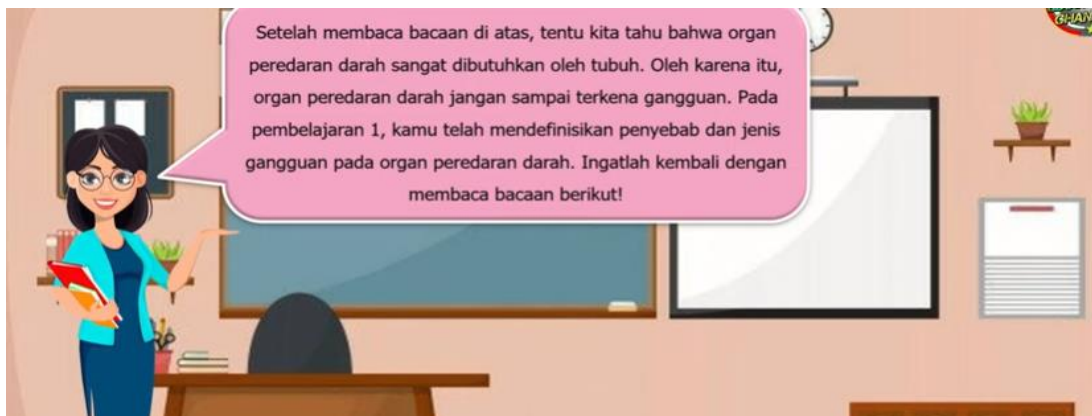 Setelah membaca bacaan di atas, tentu kita tahu bahwa organ
peredaran darah sangat dibutuhkan oleh tubuh. Oleh karena itu,
organ peredaran darah jangan sampai terkena gangguan. Pada
pembelajaran 1, kamu telah mendefinisikan penyebab dan jenis
gangguan pada organ peredaran darah. Ingatlah kembali dengan
membaca bacaan berikut!